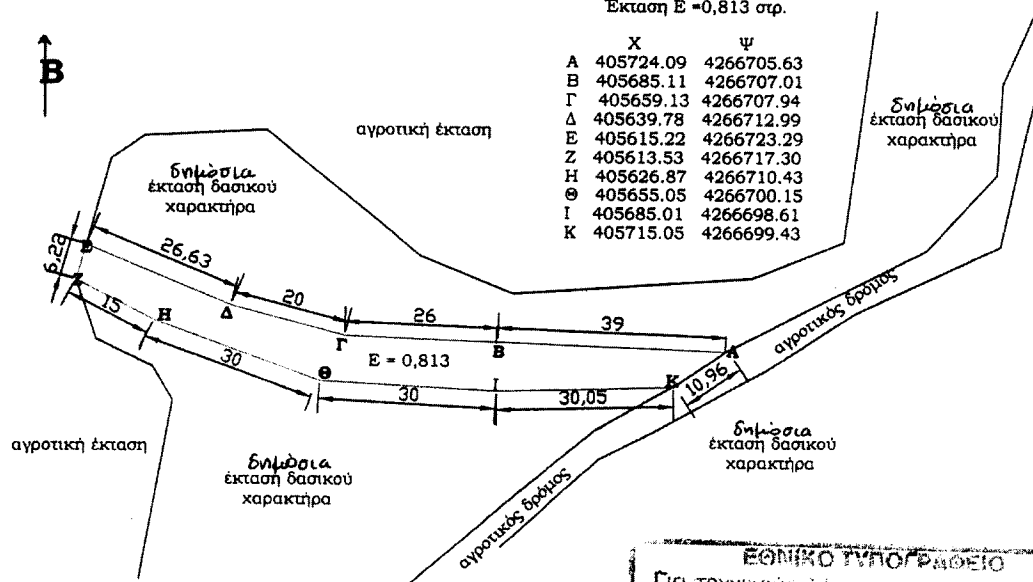 Έκταση Ε =0,813 στρ.
Χ Ψ
Α 405724.09 4266705.63
Β 405685.11 4266707.01
Γ 405659.13 4266707.94
Δ 405639.78 4266712.99
Ε 405615.22 4266723.29
Ζ 405613.53 4266717.30
Η 405626.87 4266710.43
Θ 405655.05 4266700.15
Ι 405685.01 4266698.61
Κ 405715.05 4266699.43
Β
αγροτική έκταση
δημόσια
έκταση δασικού
χαρακτήρα
δημόσια
έκταση δασικού
χαρακτήρα
6,22
26,63
20
26
39
Ζ
15
Η
Δ
Γ
Β
Α
Ε = 0,813
30
Θ
Ι
Κ
30
30,05
10,96
αγροτικός δρόμος
αγροτικός δρόμος
αγροτική έκταση
δημόσια
έκταση δασικού
χαρακτήρα
δημόσια
έκταση δασικού
χαρακτήρα
ΕΘΝΙΚΟ ΤΥΠΟΓΡΑΦΕΙΟ
Για